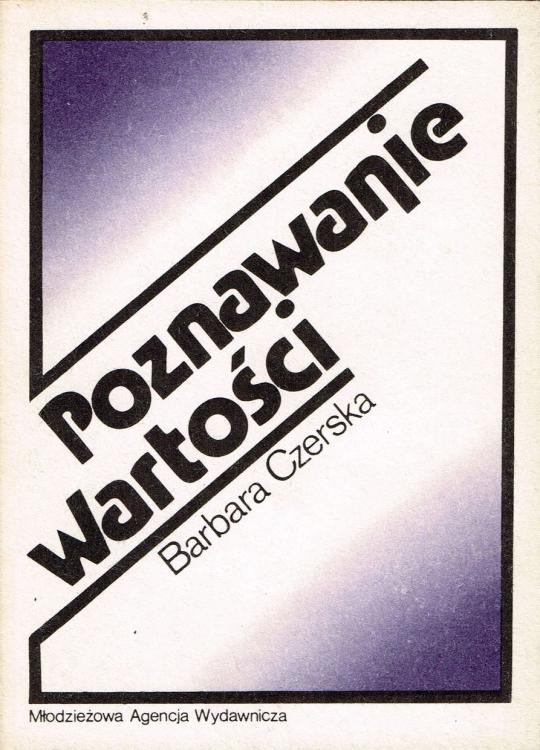 Poznawanie
Wartości
Barbara Czerska
Młodzieżowa Agencja Wydawnicza